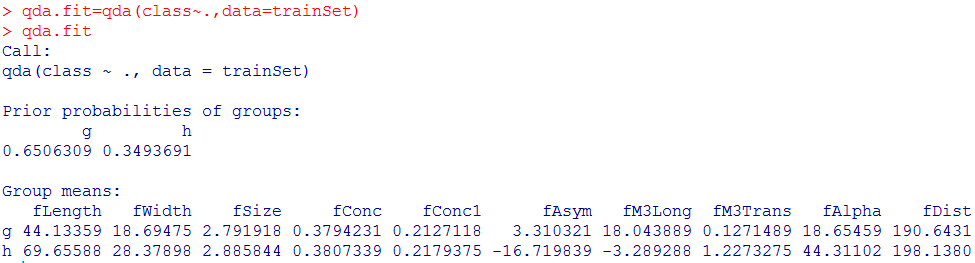 > qda.fit=qda(class~.,data=trainSet)
> qda.fit
Call:
qda(class ~ ., data = trainSet)
Prior probabilities of groups:
g h
0.6506309 0.3493691
Group means:
fLength fWidth fSize fConc fConc1 fAsym fM3Long fM3Trans fAlpha fDist
g 44.13359 18.69475 2.791918 0.3794231 0.2127118 3.310321 18.043889 0.1271489 18.65459 190.6431
h 69.65588 28.37898 2.885844 0.3807339 0.2179375 -16.719839 -3.289288 1.2273275 44.31102 198.1380